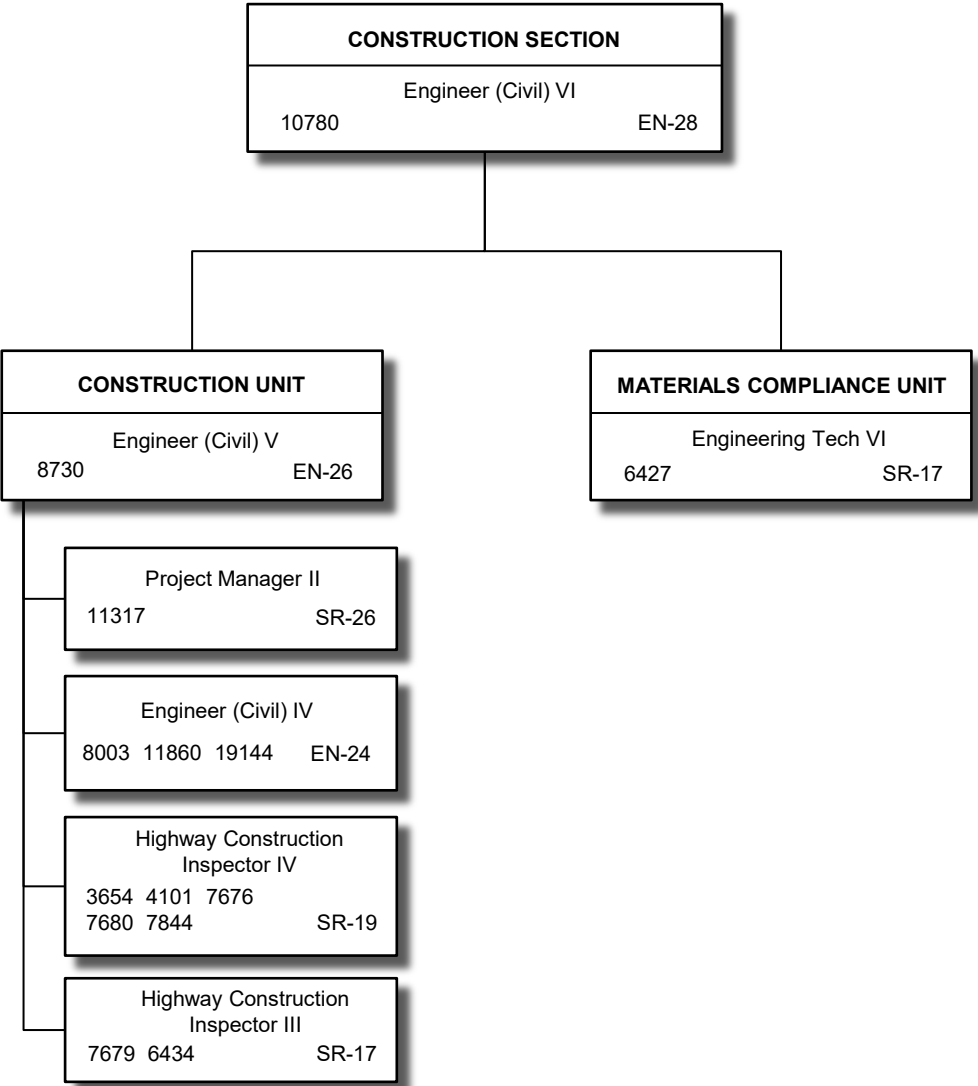 CONSTRUCTION SECTION
Engineer (Civil) VI
10780 EN-28
CONSTRUCTION UNIT
Engineer (Civil) V
8730 EN-26
MATERIALS COMPLIANCE UNIT
Engineering Tech VI
6427 SR-17
Project Manager II
11317 SR-26
Engineer (Civil) IV
8003 11860 19144 EN-24
Highway Construction
Inspector IV
3654 4101 7676
7680 7844 SR-19
Highway Construction
Inspector III
7679 6434 SR-17